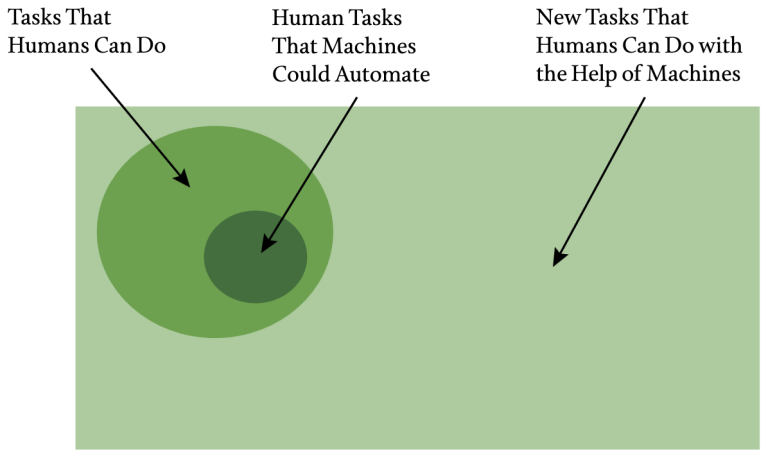 Tasks That
Humans Can Do
Human Tasks
That Machines
Could Automate
New Tasks That
Humans Can Do with
the Help of Machines